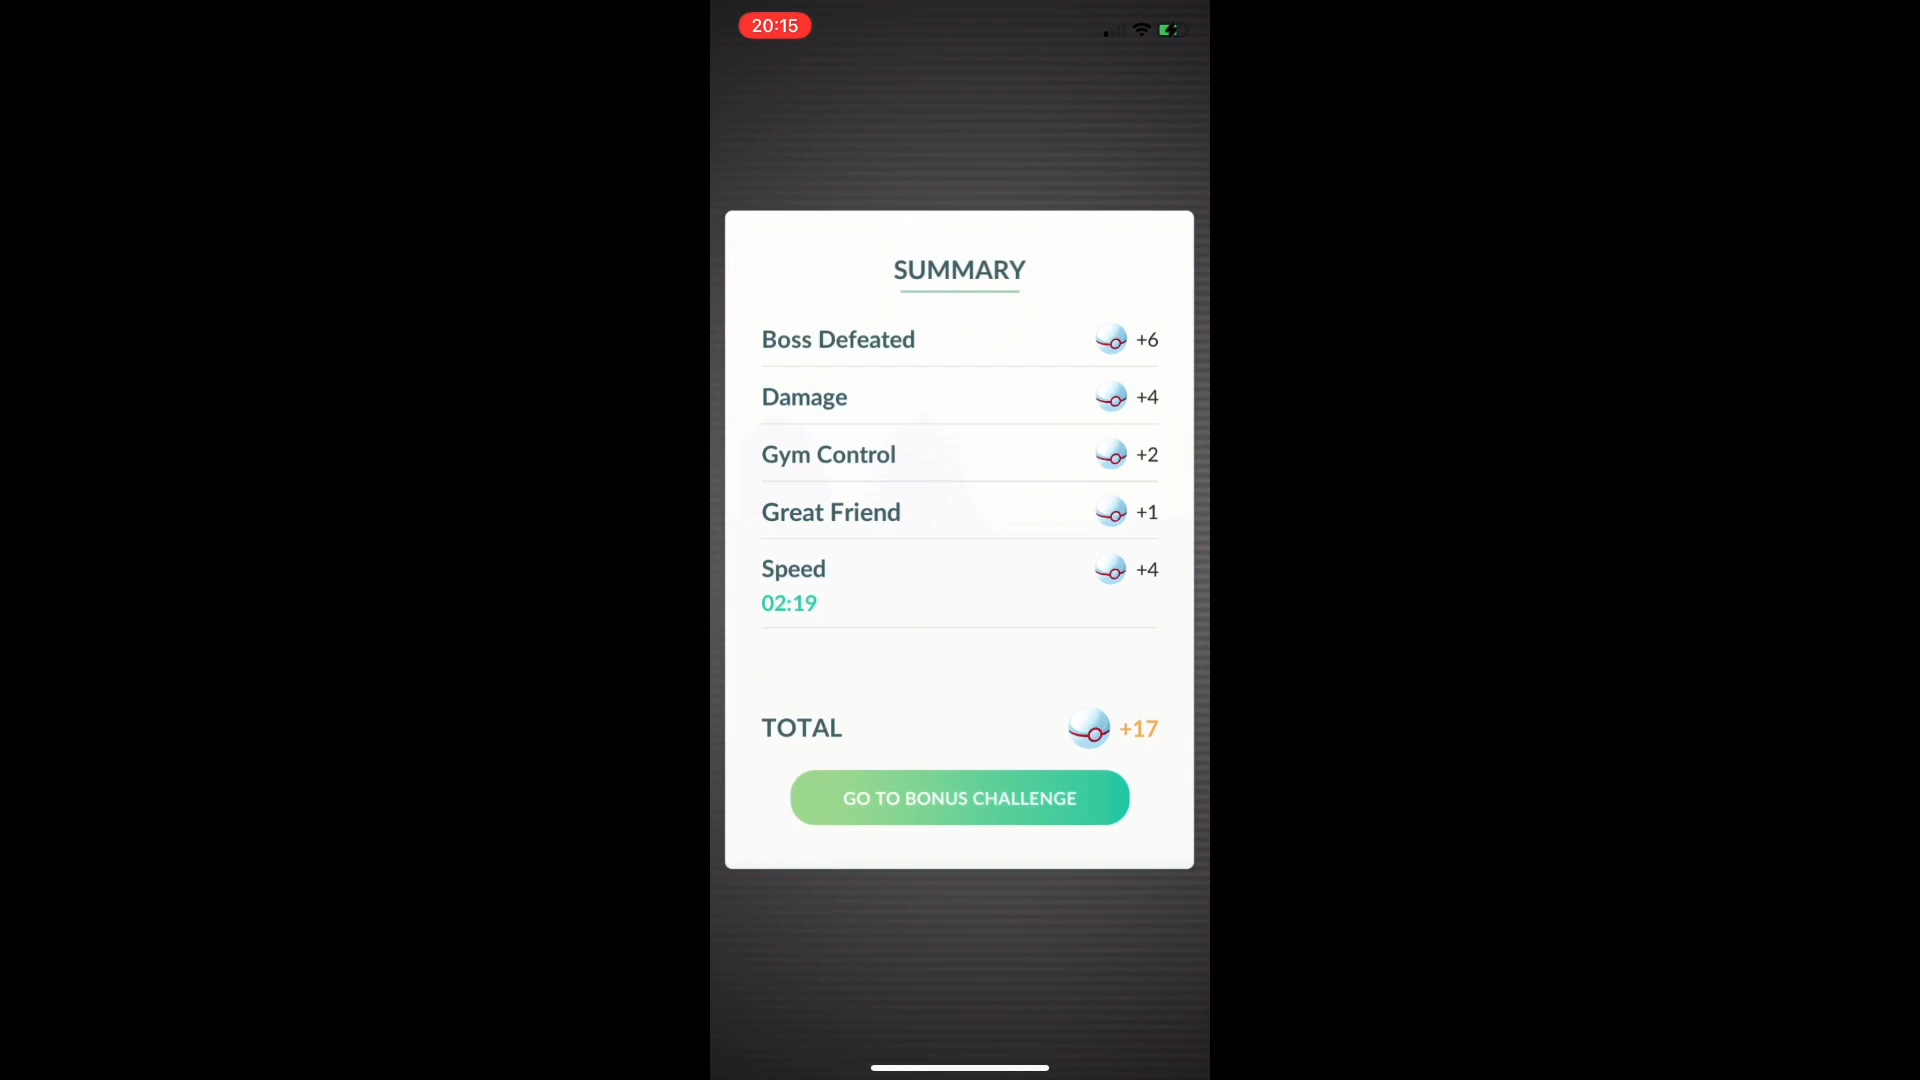 20:15
SUMMARY
Boss Defeated +6
Damage +4
Gym Control +2
Great Friend +1
Speed +4
02:19
TOTAL +17
GO TO BONUS CHALLENGE